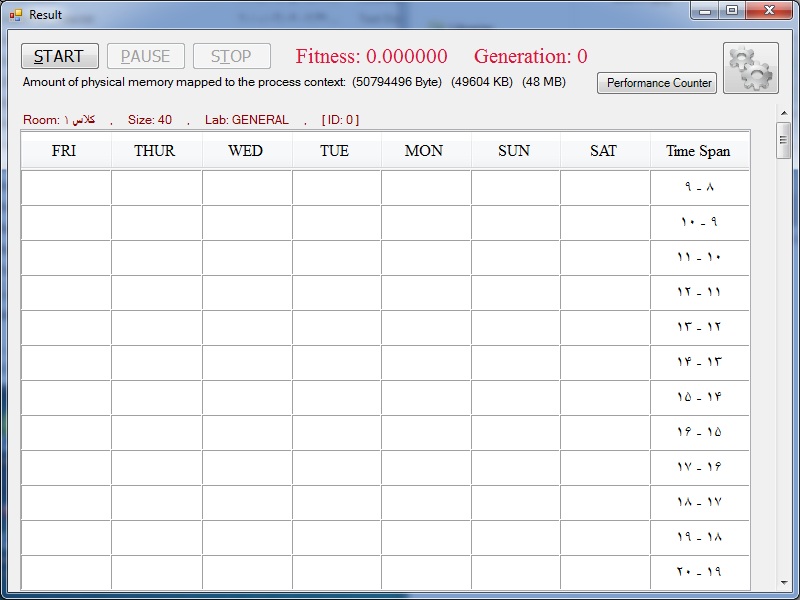 Result
START PAUSE STOP Fitness: 0.000000 Generation: 0
Amount of physical memory mapped to the process context: (50794496 Byte) (49604 KB) (48 MB) Performance Counter
Room: کلاس ۱ , Size: 40 , Lab: GENERAL , [ ID: 0 ]
FRI THUR WED TUE MON SUN SAT Time Span
۹ - ۸
۱۰ - ۹
۱۱ - ۱۰
۱۲ - ۱۱
۱۳ - ۱۲
۱۴ - ۱۳
۱۵ - ۱۴
۱۶ - ۱۵
۱۷ - ۱۶
۱۸ - ۱۷
۱۹ - ۱۸
۲۰ - ۱۹